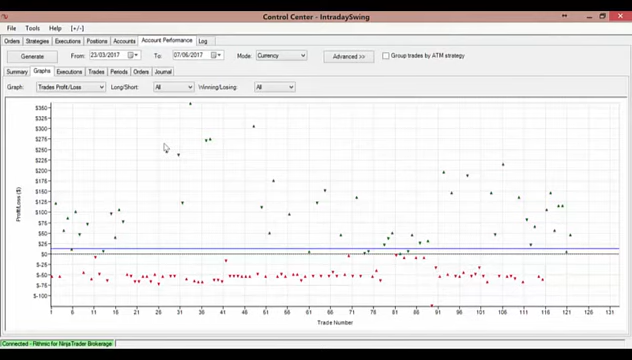 Control Center - IntradaySwing
File Tools Help [+/-]
Orders Strategies Executions Positions Accounts Account Performance Log
Generate From: 23/03/2017 To: 07/06/2017 Mode: Currency Advanced >> Group trades by ATM strategy
Summary Graphs Executions Trades Periods Orders Journal
Graph: Trades Profit/Loss Long/Short: All Winning/Losing: All
$350
$325
$300
$275
$250
$225
$200
$175
$150
$125
$100
$75
$50
$25
$0
$-25
$-50
$-75
$-100
Profit/Loss ($)
1 6 11 16 21 26 31 36 41 46 51 56 61 66 71 76 81 86 91 96 101 106 111 116 121 126 131
Trade Number
Connected - Rithmic for NinjaTrader Brokerage